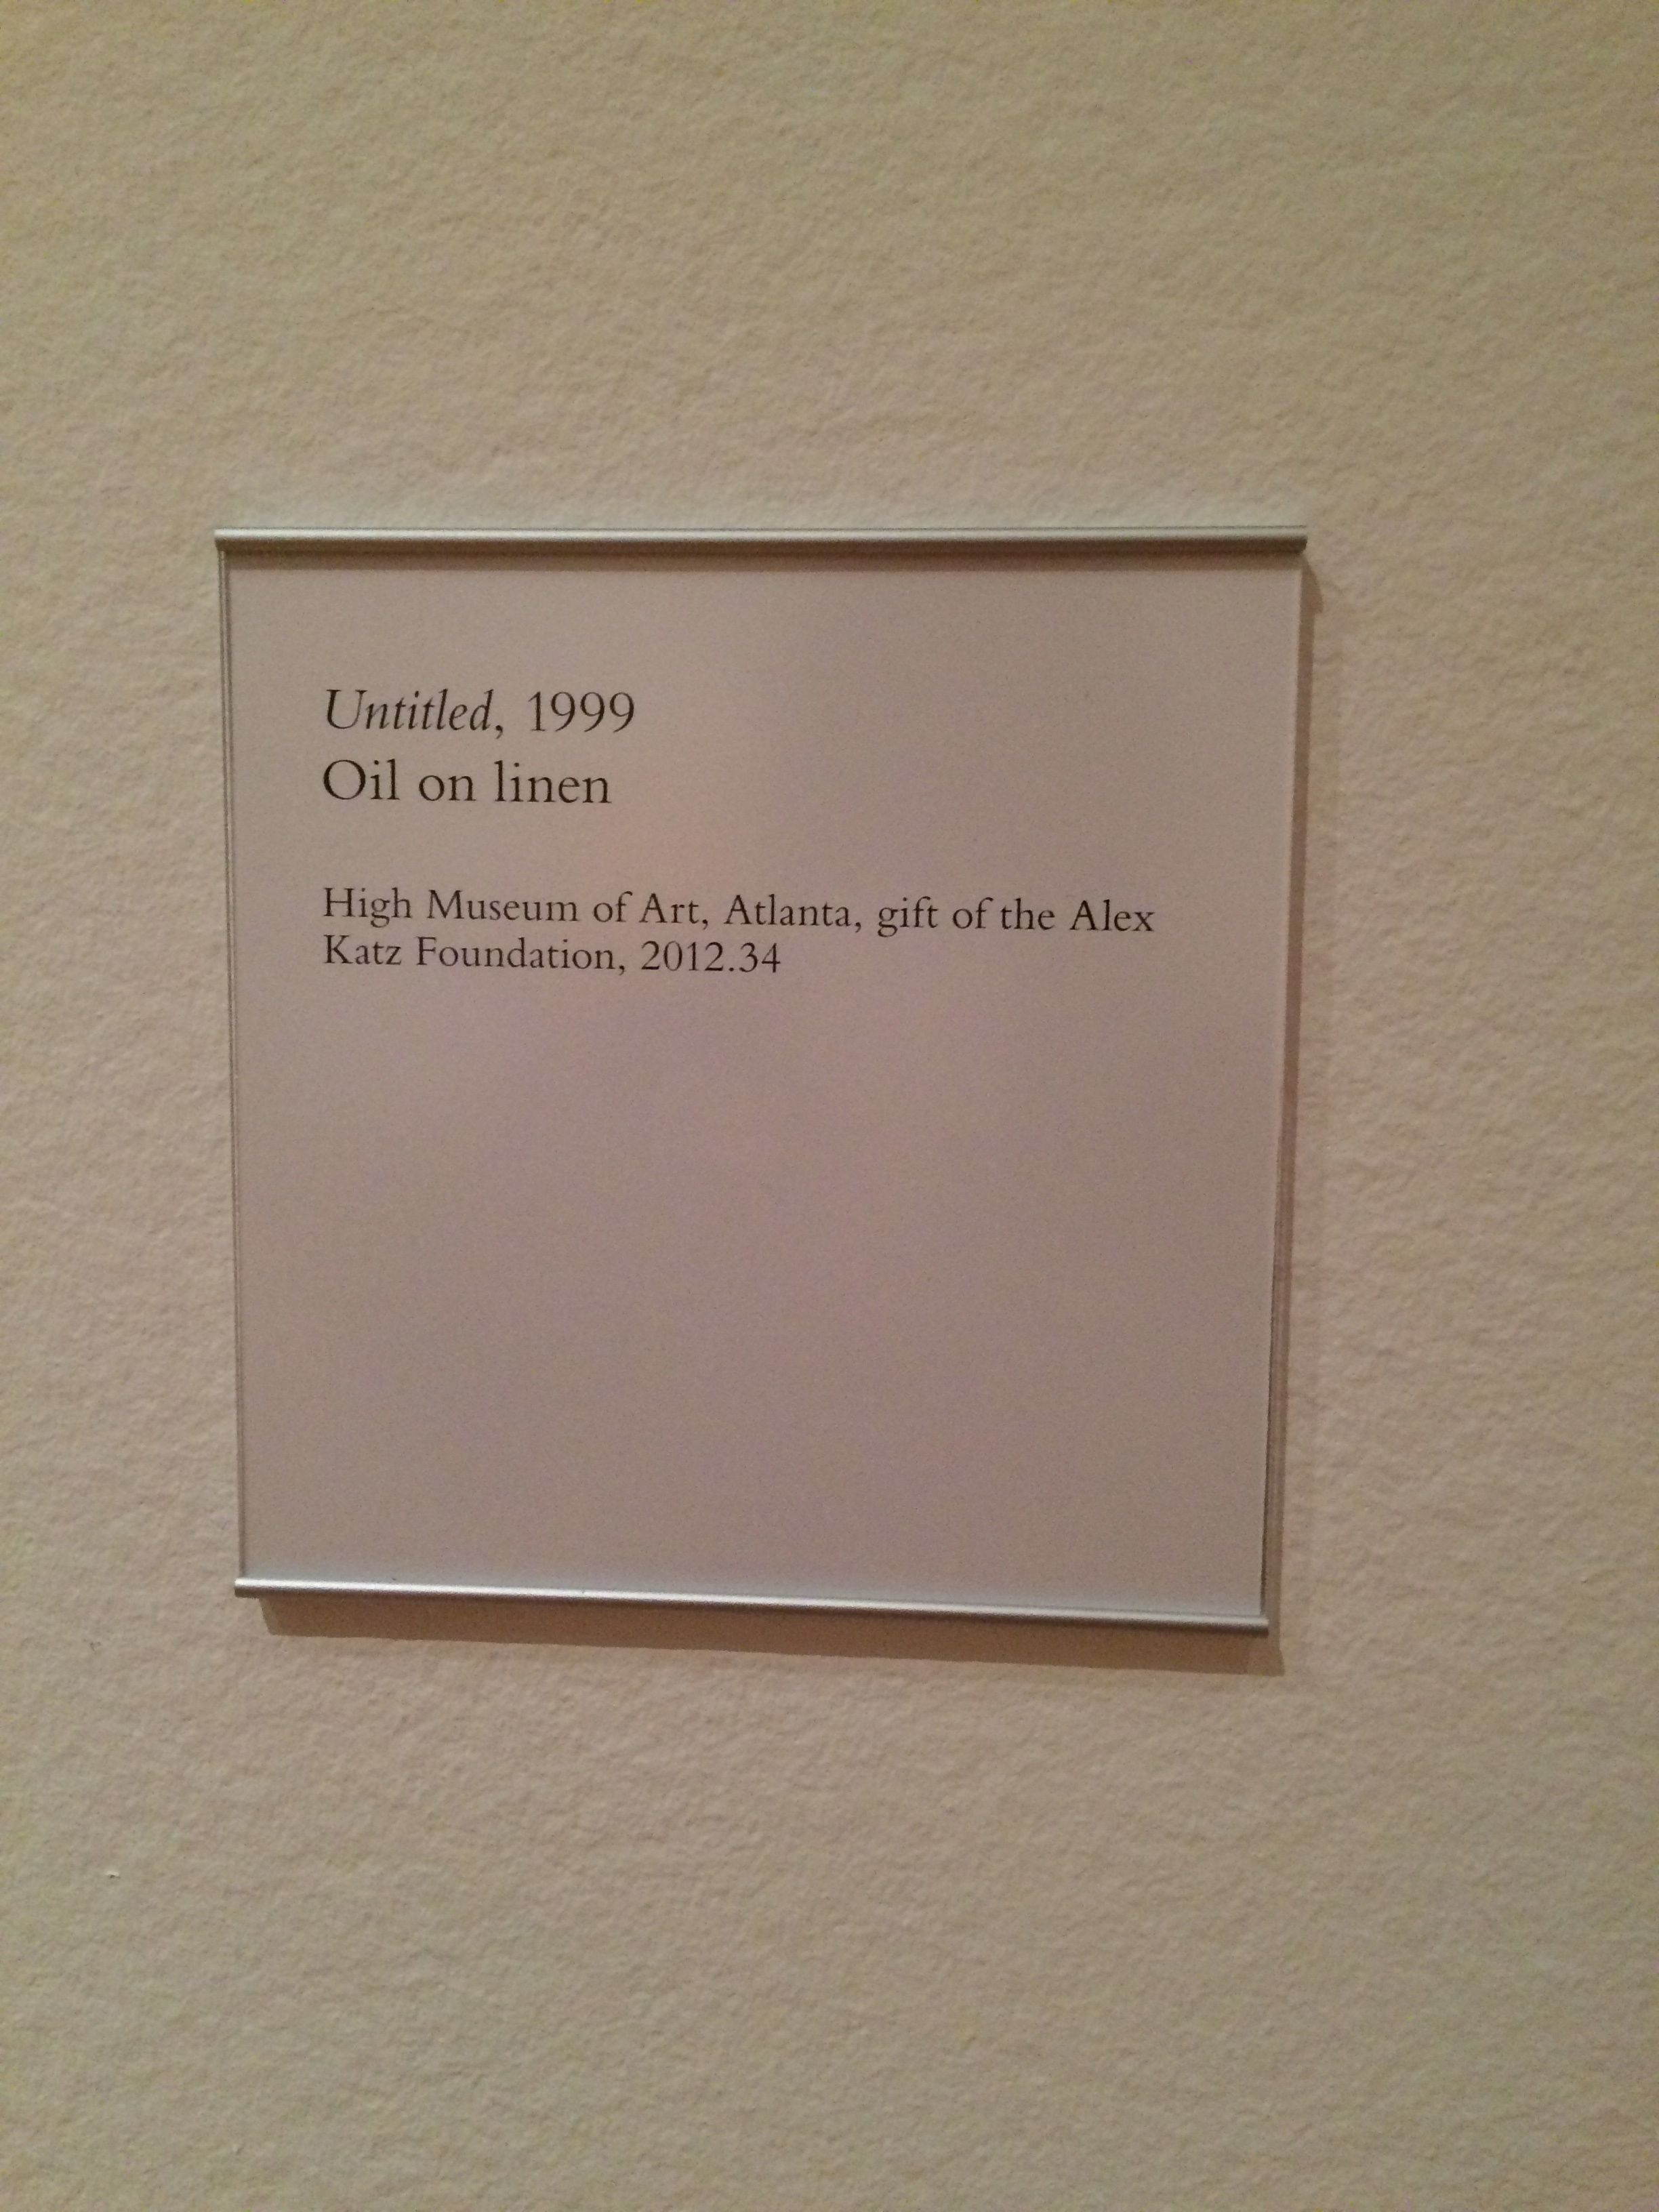 Untitled, 1999
Oil on linen
High Museum of Art, Atlanta, gift of the Alex
Katz Foundation, 2012.34